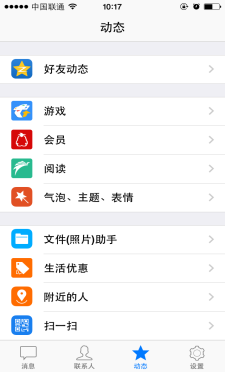 中国联通 10:17
动态
好友动态
游戏
会员
阅读
气泡、主题、表情
文件(照片)助手
生活优惠
附近的人
扫一扫
消息 联系人 动态 设置